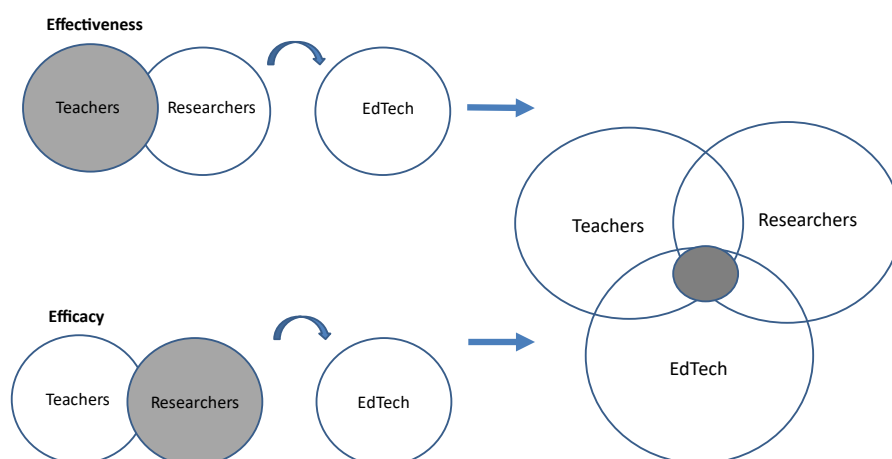 Effectiveness
Teachers
Researchers
EdTech
Teachers
Researchers
EdTech
Efficacy
Teachers
Researchers
EdTech